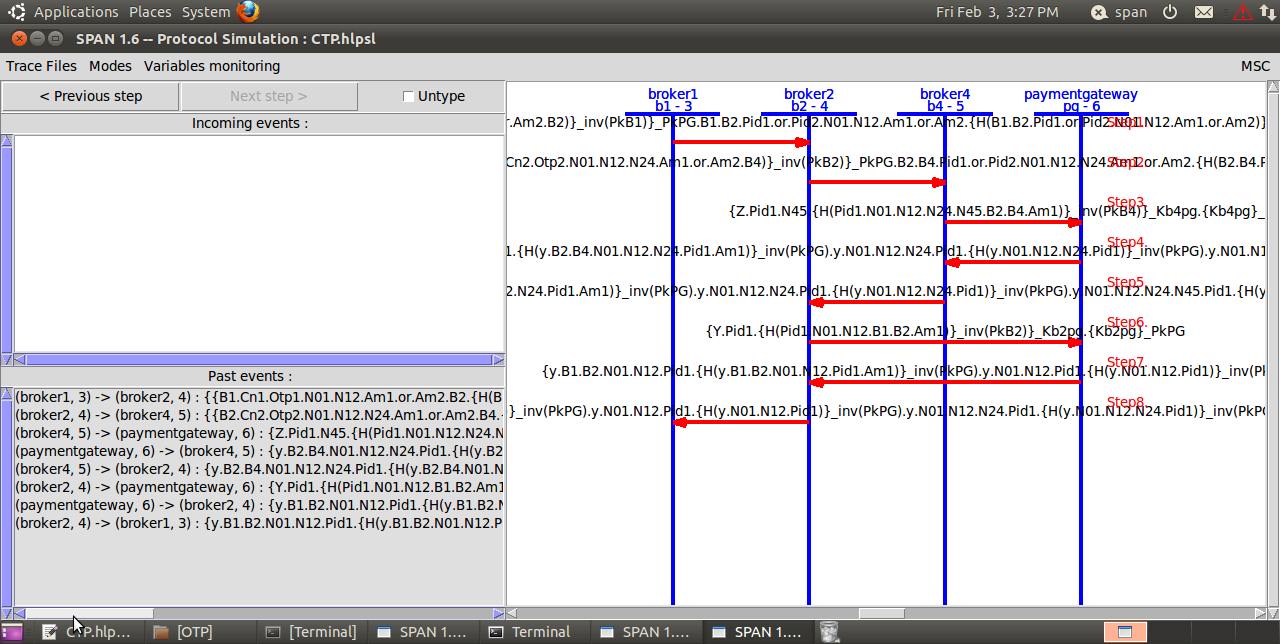 Applications Places System Fri Feb 3, 3:27 PM span
SPAN 1.6 -- Protocol Simulation : CTP.hlpsl
Trace Files Modes Variables monitoring MSC
< Previous step Next step > Untype
Incoming events :
Past events :
(broker1, 3) -> (broker2, 4) : {{B1.Cn1.Otp1.N01.N12.Am1.or.Am2.B2.{H(B
(broker2, 4) -> (broker4, 5) : {{B2.Cn2.Otp2.N01.N12.N24.Am1.or.Am2.B4.
(broker4, 5) -> (paymentgateway, 6) : {Z.Pid1.N45.{H(Pid1.N01.N12.N24.N
(paymentgateway, 6) -> (broker4, 5) : {y.B2.B4.N01.N12.N24.Pid1.{H(y.B2
(broker4, 5) -> (broker2, 4) : {y.B2.B4.N01.N12.N24.Pid1.{H(y.B2.B4.N01.N
(broker2, 4) -> (paymentgateway, 6) : {Y.Pid1.{H(Pid1.N01.N12.B1.B2.Am1
(paymentgateway, 6) -> (broker2, 4) : {y.B1.B2.N01.N12.Pid1.{H(y.B1.B2.N
(broker2, 4) -> (broker1, 3) : {y.B1.B2.N01.N12.Pid1.{H(y.B1.B2.N01.N12.P
broker1 broker2 broker4 paymentgateway
b1 - 3 b2 - 4 b4 - 5 pg - 6
r.Am2.B2)}_inv(PkB1)}_PkPG.B1.B2.Pid1.or.Pid2.N01.N12.Am1.or.Am2.{H(B1.B2.Pid1.or.Pid2.N01.N12.Am1.or.Am2)}
Step1.
Cn2.Otp2.N01.N12.N24.Am1.or.Am2.B4)}_inv(PkB2)}_PkPG.B2.B4.Pid1.or.Pid2.N01.N12.N24.Am1.or.Am2.{H(B2.B4.F
Step2.
Step3.
{Z.Pid1.N45.{H(Pid1.N01.N12.N24.N45.B2.B4.Am1)}_inv(PkB4)}_Kb4pg.{Kb4pg}_
Step4.
1.{H(y.B2.B4.N01.N12.N24.Pid1.Am1)}_inv(PkPG).y.N01.N12.N24.Pid1.{H(y.N01.N12.N24.Pid1)}_inv(PkPG).y.N01.N1
Step5.
2.N24.Pid1.Am1)}_inv(PkPG).y.N01.N12.N24.Pid1.{H(y.N01.N12.N24.Pid1)}_inv(PkPG).y.N01.N12.N24.N45.Pid1.{H(y
Step6.
{Y.Pid1.{H(Pid1.N01.N12.B1.B2.Am1)}_inv(PkB2)}_Kb2pg.{Kb2pg}_PkPG
Step7.
{y.B1.B2.N01.N12.Pid1.{H(y.B1.B2.N01.N12.Pid1.Am1)}_inv(PkPG).y.N01.N12.Pid1.{H(y.N01.N12.Pid1)}_inv(Pk
Step8.
}_inv(PkPG).y.N01.N12.Pid1.{H(y.N01.N12.Pid1)}_inv(PkPG).y.N01.N12.N24.Pid1.{H(y.N01.N12.N24.Pid1)}_inv(PkPG
CTP.hlp... [OTP] [Terminal] SPAN 1.... Terminal SPAN 1.... SPAN 1....